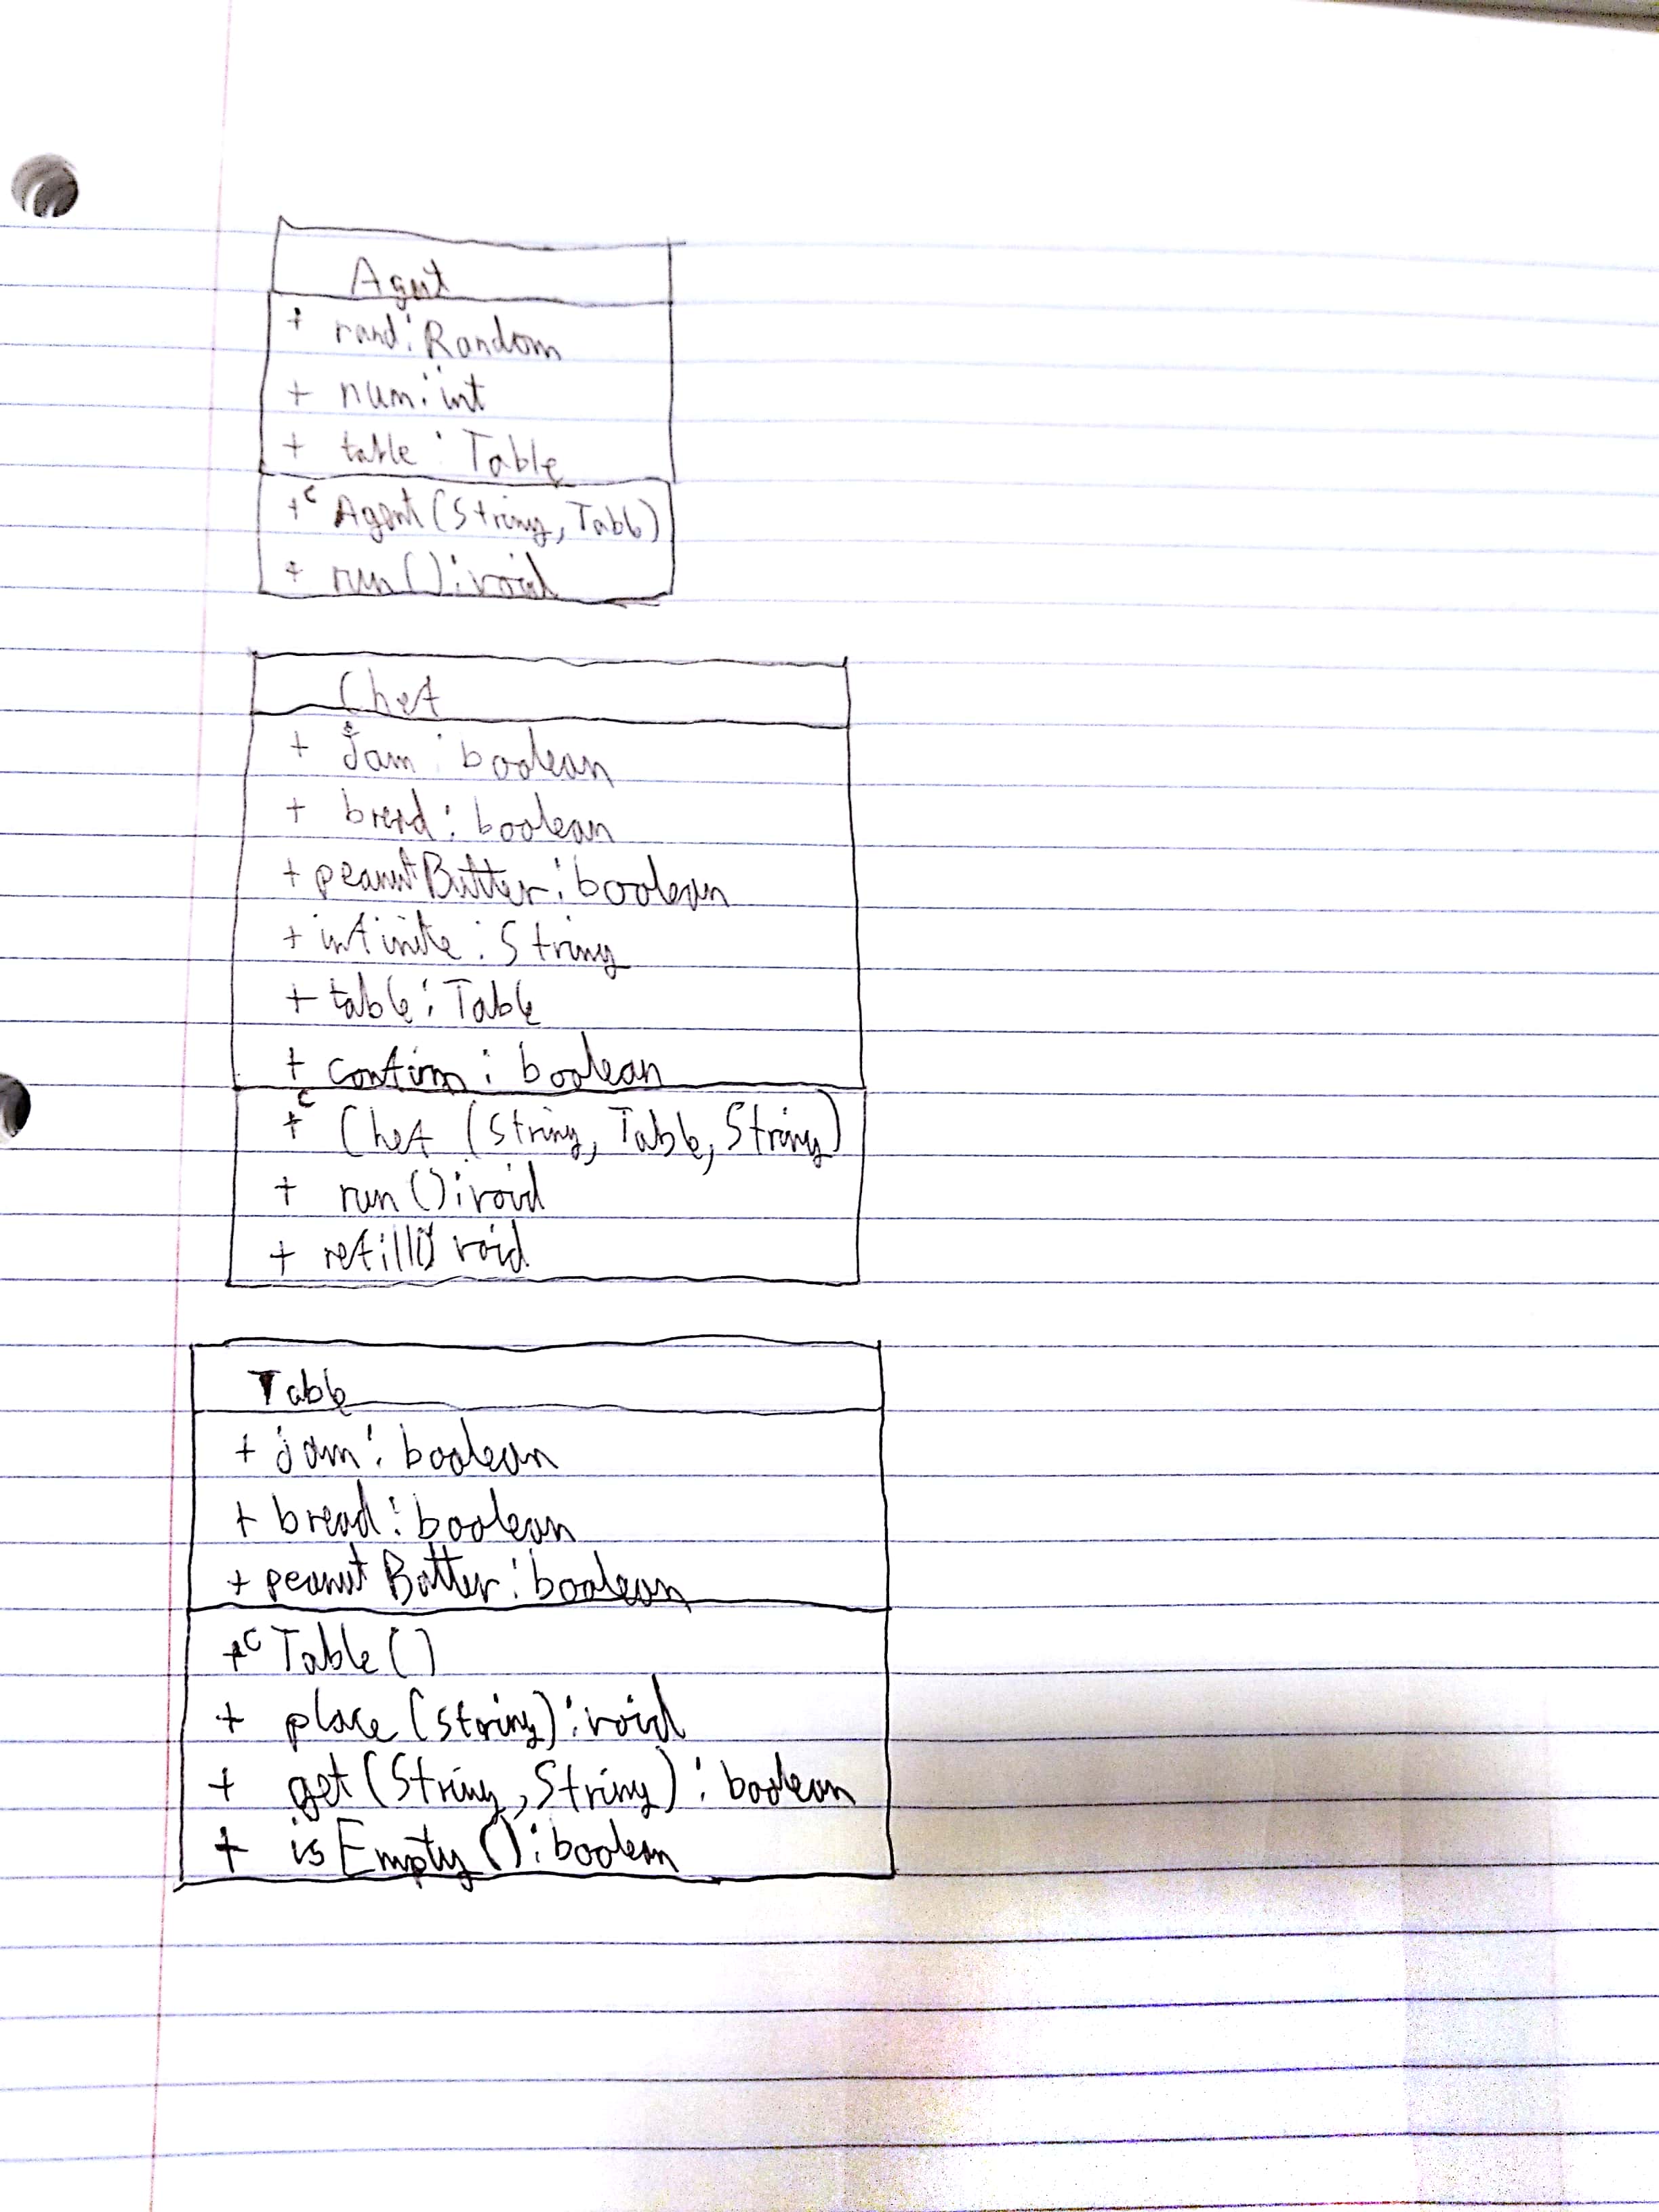 Agent
+ rand: Random
+ num: int
+ table: Table
+c Agent(String, Table)
+ run(): void
Chef
+ jam: boolean
+ bread: boolean
+ peanutButter: boolean
+ infinite: String
+ table: Table
+ confirm: boolean
+c Chef (String, Table, String)
+ run(): void
+ refill() void
Table
+ jam: boolean
+ bread: boolean
+ peanut Butter: boolean
+c Table()
+ place(String): void
+ get(String, String): boolean
+ isEmpty(): boolean